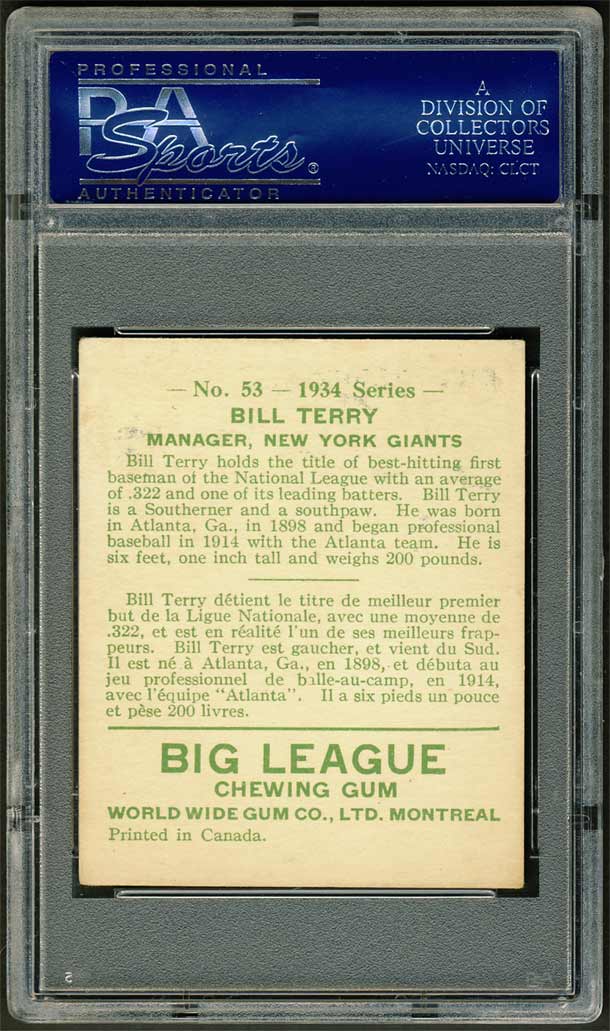 PROFESSIONAL
PSA
Sports®
AUTHENTICATOR
A
DIVISION OF
COLLECTORS
UNIVERSE
NASDAQ: CLCT
— No. 53 — 1934 Series —
BILL TERRY
MANAGER, NEW YORK GIANTS
Bill Terry holds the title of best-hitting first
baseman of the National League with an average
of .322 and one of its leading batters. Bill Terry
is a Southerner and a southpaw. He was born
in Atlanta, Ga., in 1898 and began professional
baseball in 1914 with the Atlanta team. He is
six feet, one inch tall and weighs 200 pounds.
Bill Terry détient le titre de meilleur premier
but de la Ligue Nationale, avec une moyenne de
.322, et est en réalité l'un de ses meilleurs frap-
peurs. Bill Terry est gaucher, et vient du Sud.
Il est né à Atlanta, Ga., en 1898, et débuta au
jeu professionnel de balle-au-camp, en 1914,
avec l'équipe "Atlanta". Il a six pieds un pouce
et pèse 200 livres.
BIG LEAGUE
CHEWING GUM
WORLD WIDE GUM CO., LTD. MONTREAL
Printed in Canada.